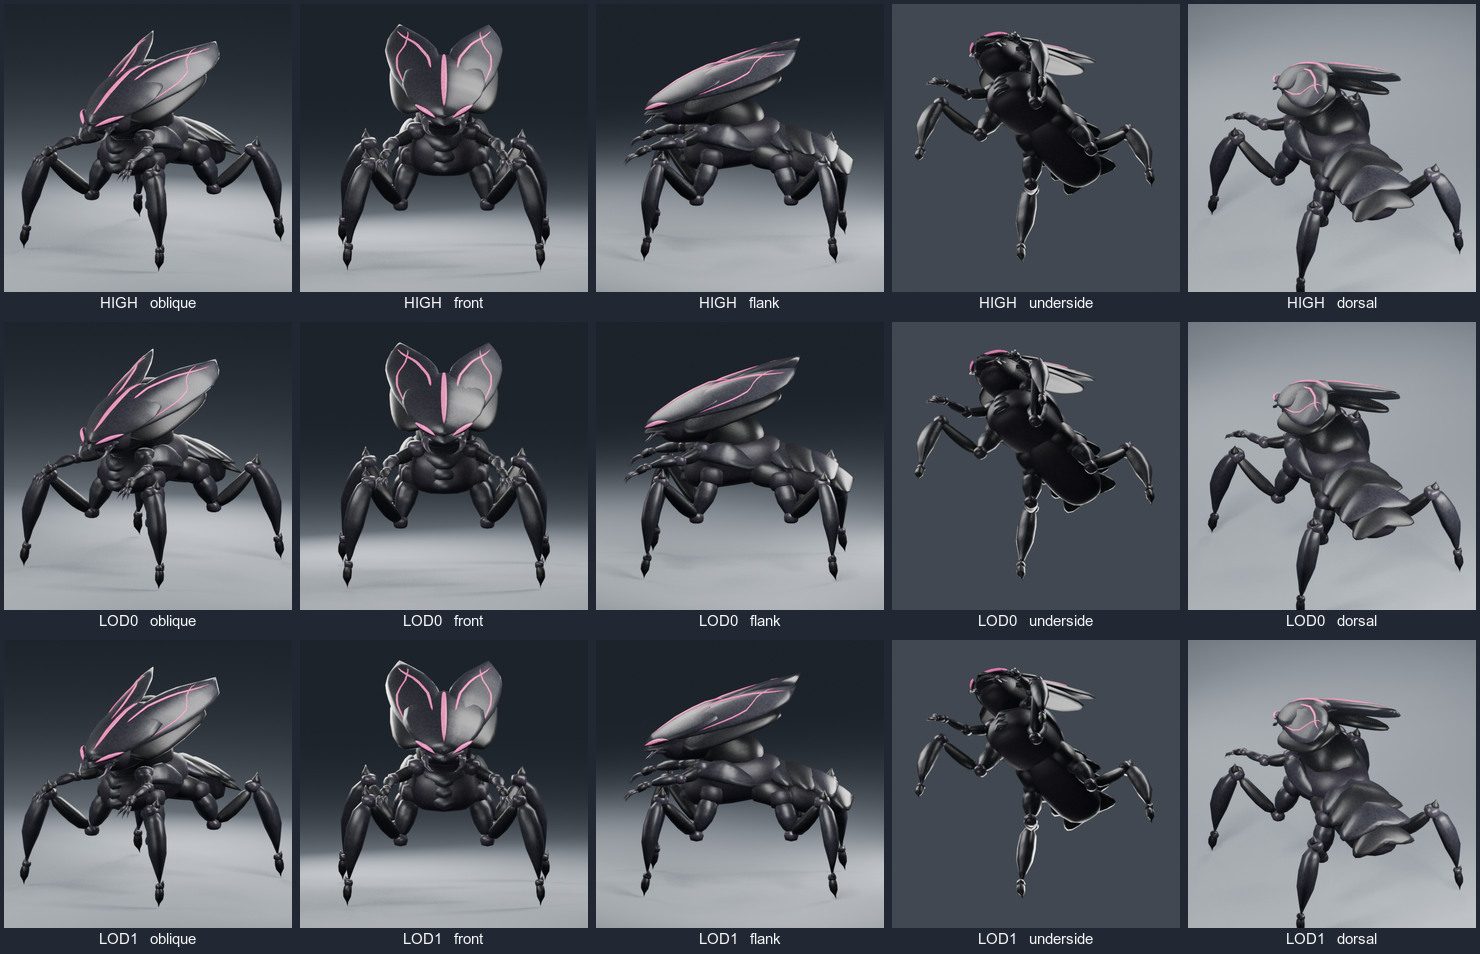 HIGH oblique
HIGH front
HIGH flank
HIGH underside
HIGH dorsal
LOD0 oblique
LOD0 front
LOD0 flank
LOD0 underside
LOD0 dorsal
LOD1 oblique
LOD1 front
LOD1 flank
LOD1 underside
LOD1 dorsal